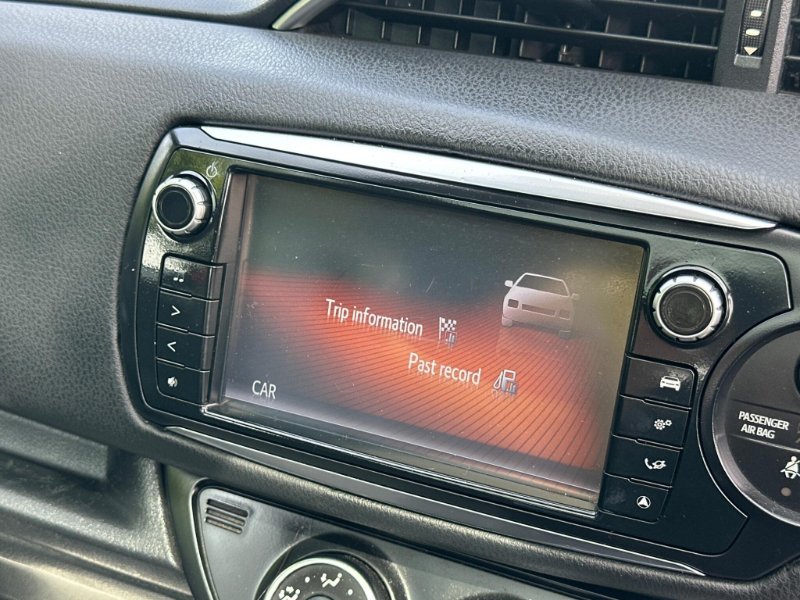 Trip information
Past record
CAR
PASSENGER
AIR BAG